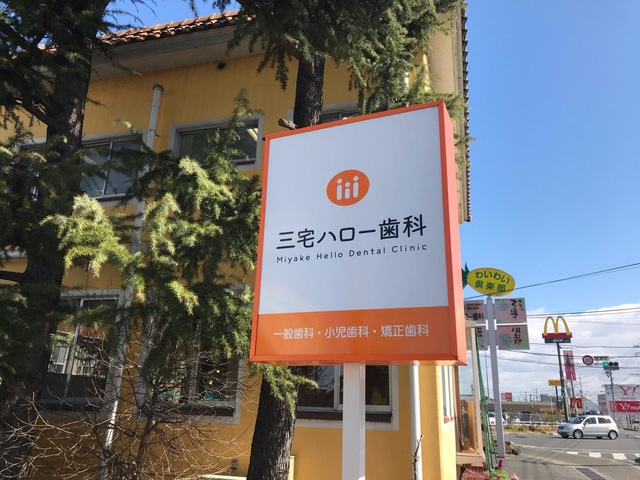 三宅ハロー歯科
Miyake Hello Dental Clinic
一般歯科・小児歯科・矯正歯科
わいわい
倶楽部